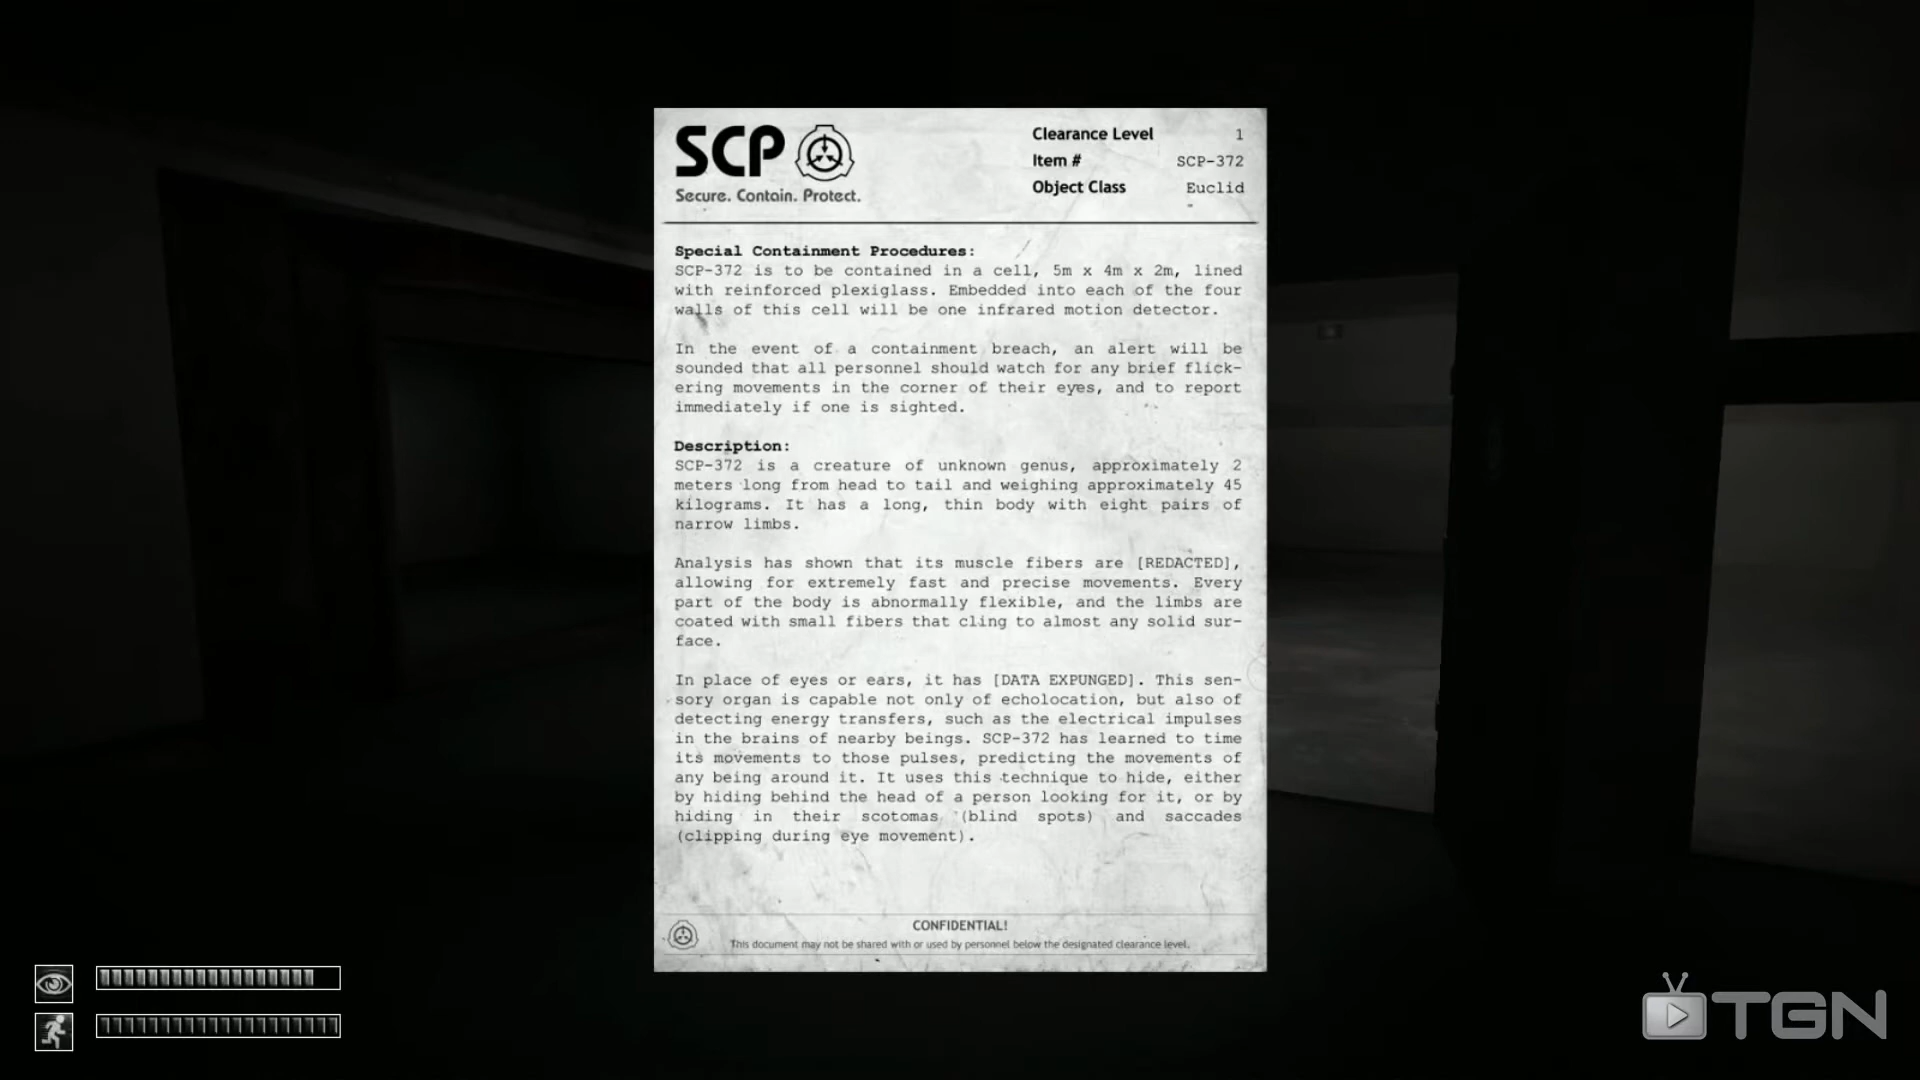 SCP
Secure. Contain. Protect.
Clearance Level 1
Item # SCP-372
Object Class Euclid
Special Containment Procedures:
SCP-372 is to be contained in a cell, 5m x 4m x 2m, lined
with reinforced plexiglass. Embedded into each of the four
walls of this cell will be one infrared motion detector.
In the event of a containment breach, an alert will be
sounded that all personnel should watch for any brief flick-
ering movements in the corner of their eyes, and to report
immediately if one is sighted.
Description:
SCP-372 is a creature of unknown genus, approximately 2
meters long from head to tail and weighing approximately 45
kilograms. It has a long, thin body with eight pairs of
narrow limbs.
Analysis has shown that its muscle fibers are [REDACTED],
allowing for extremely fast and precise movements. Every
part of the body is abnormally flexible, and the limbs are
coated with small fibers that cling to almost any solid sur-
face.
In place of eyes or ears, it has [DATA EXPUNGED]. This sen-
sory organ is capable not only of echolocation, but also of
detecting energy transfers, such as the electrical impulses
in the brains of nearby beings. SCP-372 has learned to time
its movements to those pulses, predicting the movements of
any being around it. It uses this technique to hide, either
by hiding behind the head of a person looking for it, or by
hiding in their scotomas (blind spots) and saccades
(clipping during eye movement).
CONFIDENTIAL!
This document may not be shared with or used by personnel below the designated clearance level.
TGN